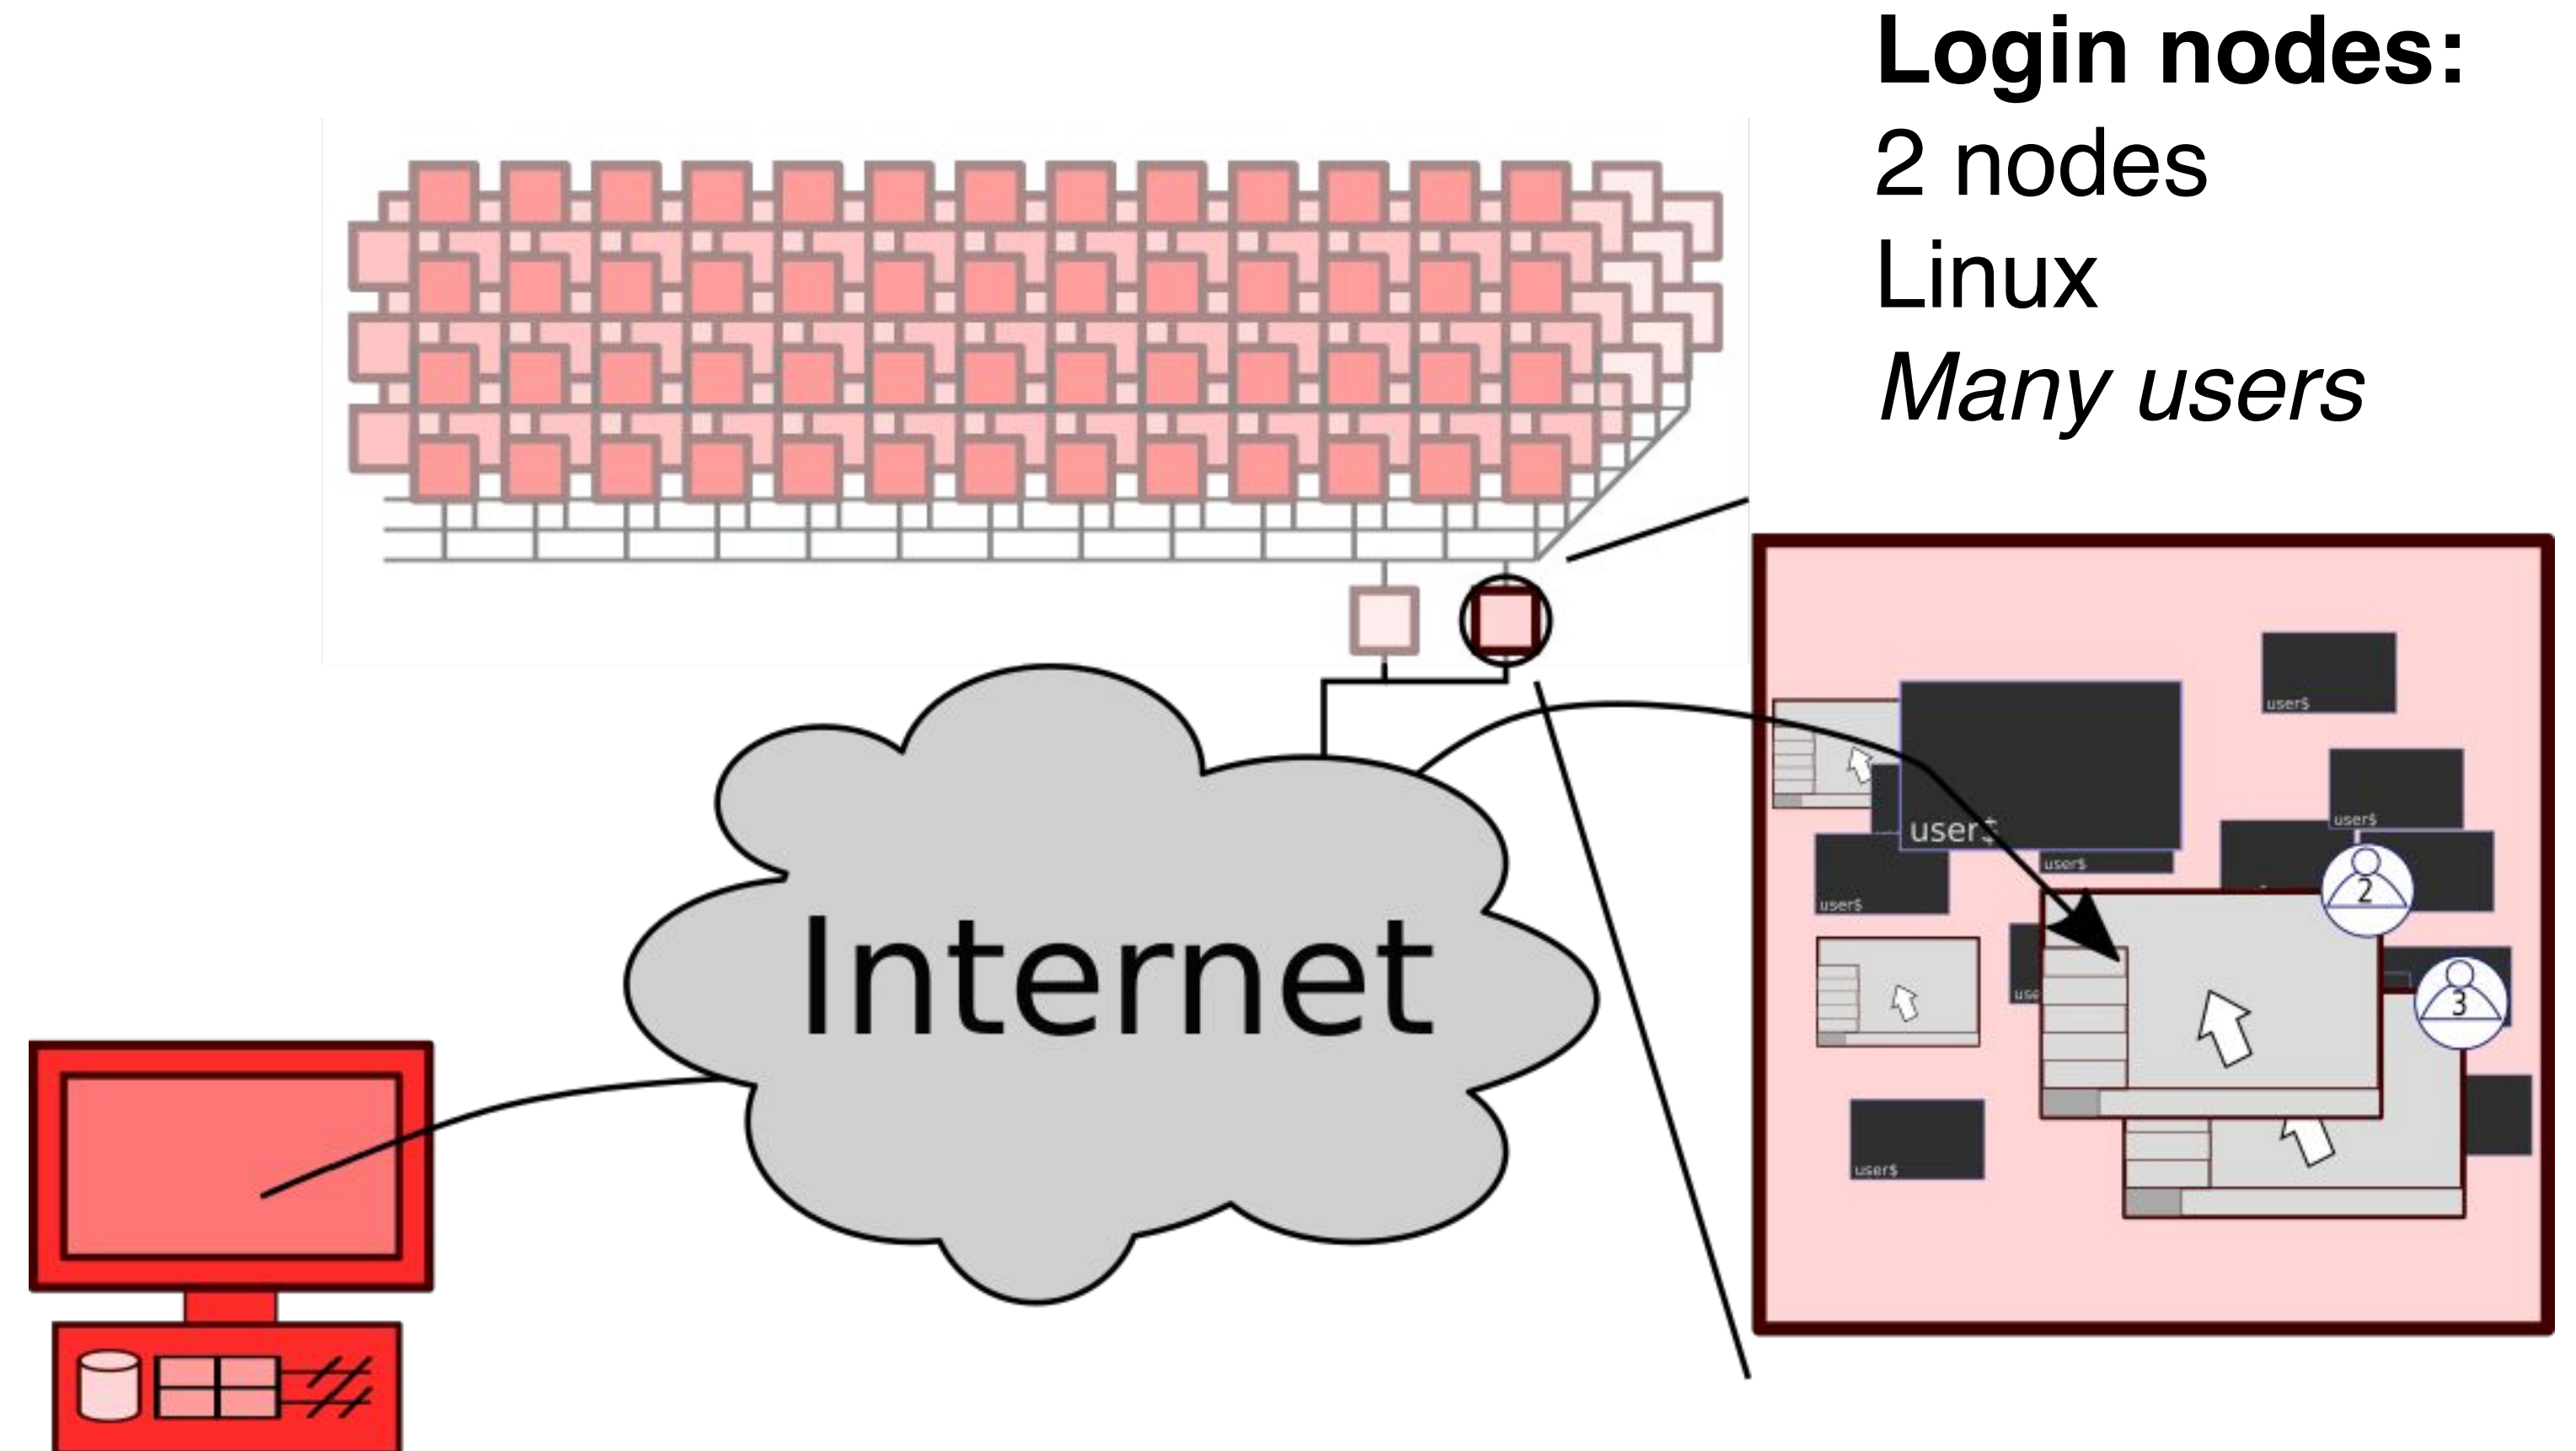 Login nodes:
2 nodes
Linux
Many users
user$
user$
user$
user$
user$
2
Internet
3
user$